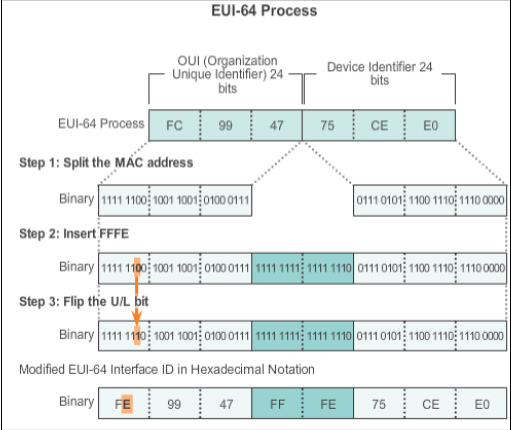 EUI-64 Process
OUI (Organization
Unique Identifier) 24
bits
Device Identifier 24
bits
EUI-64 Process FC 99 47 75 CE E0
Step 1: Split the MAC address
Binary 1111 1100 1001 1001 0100 0111 0111 0101 1100 1110 1110 0000
Step 2: Insert FFFE
Binary 1111 1100 1001 1001 0100 0111 1111 1111 1111 1110 0111 0101 1100 1110 1110 0000
Step 3: Flip the U/L bit
Binary 1111 1110 1001 1001 0100 0111 1111 1111 1111 1110 0111 0101 1100 1110 1110 0000
Modified EUI-64 Interface ID in Hexadecimal Notation
Binary FE 99 47 FF FE 75 CE E0